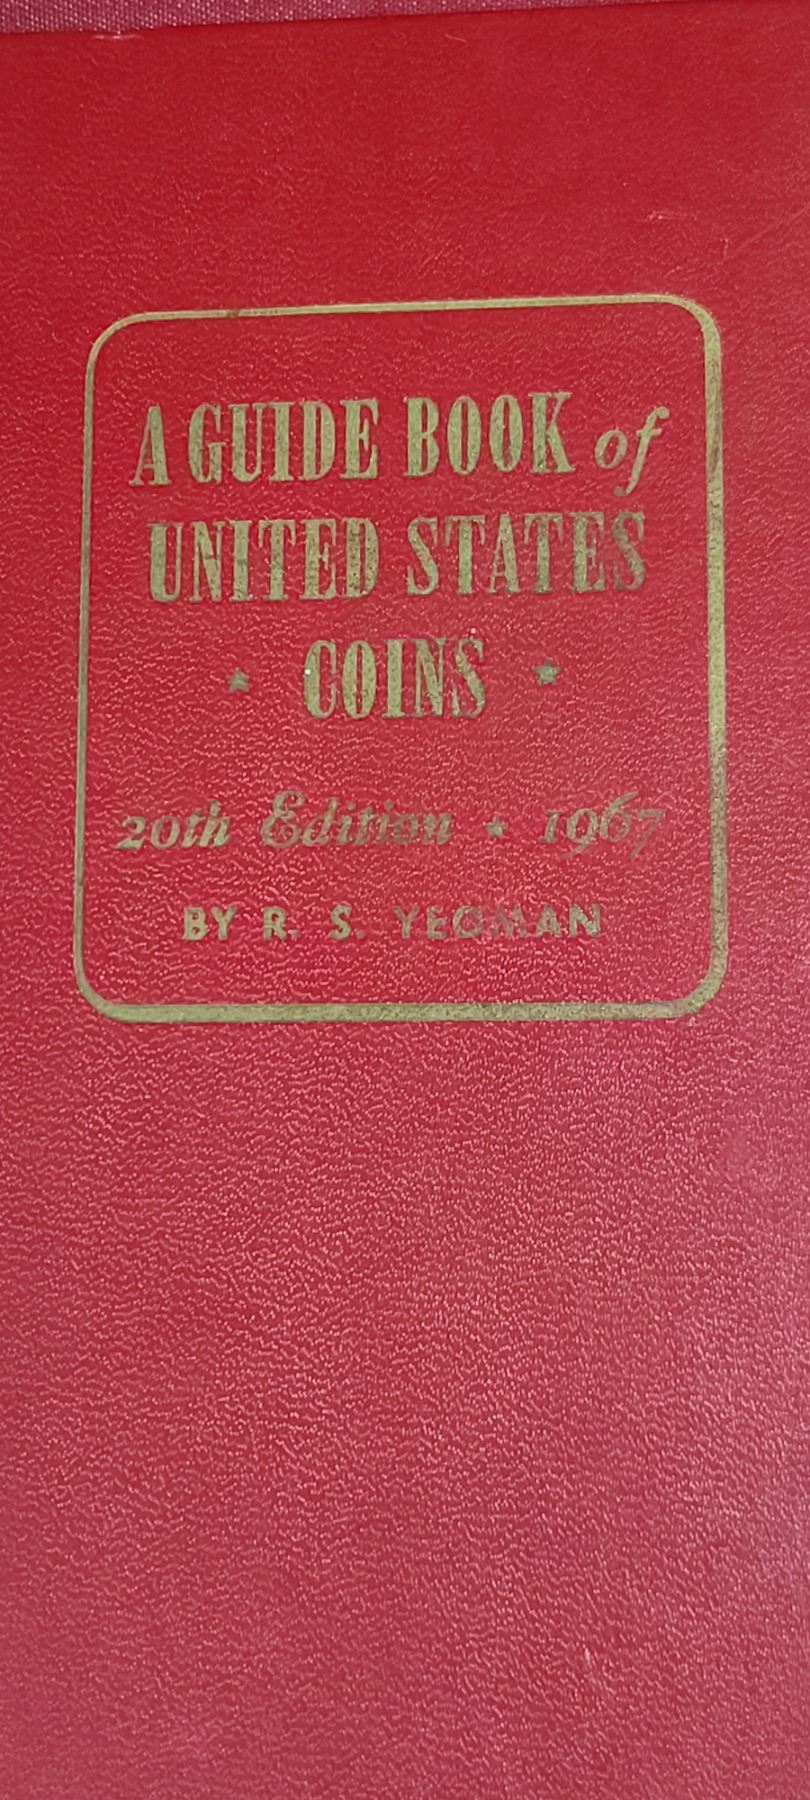 A GUIDE BOOK of
UNITED STATES
★ COINS ★
20th Edition ★ 1967
BY R. S. YEOMAN